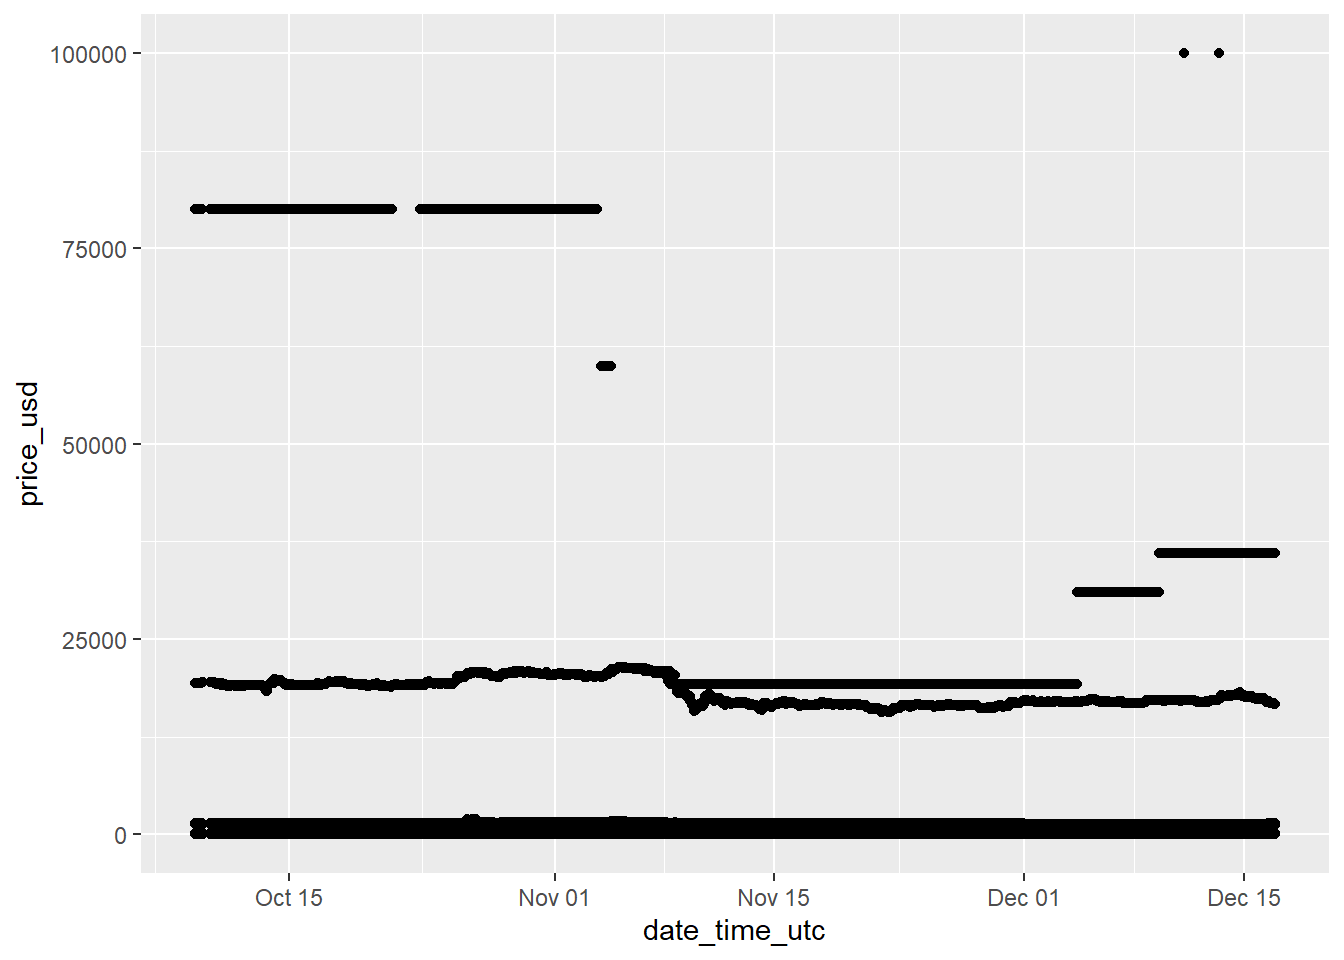 100000
75000
50000
25000
0
price_usd
Oct 15
Nov 01
Nov 15
Dec 01
Dec 15
date_time_utc